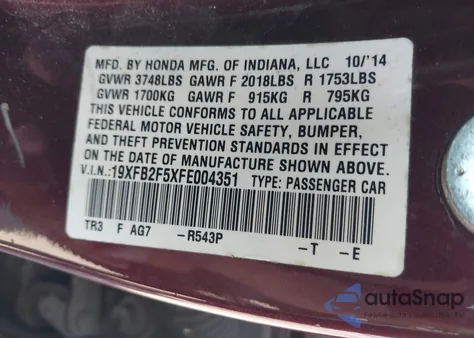 MFD. BY HONDA MFG. OF INDIANA, LLC 10/'14
GVWR 3748LBS GAWR F 2018LBS R 1753LBS
GVWR 1700KG GAWR F 915KG R 795KG
THIS VEHICLE CONFORMS TO ALL APPLICABLE
FEDERAL MOTOR VEHICLE SAFETY, BUMPER,
AND THEFT PREVENTION STANDARDS IN EFFECT
ON THE DATE OF MANUFACTURE SHOWN ABOVE.
V.I.N.:19XFB2F5XFE004351 TYPE: PASSENGER CAR
TR3 F AG7 -R543P -T -E
autoSnap